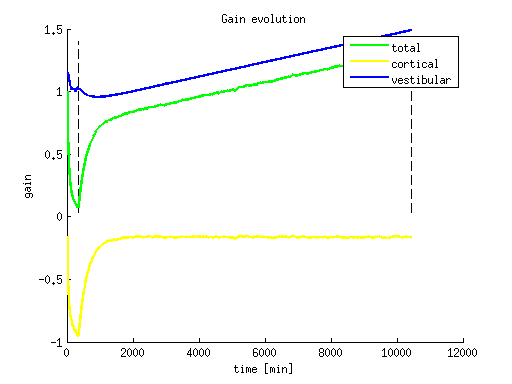 Gain evolution
1.5
1
0.5
0
-0.5
-1
gain
total
cortical
vestibular
0 2000 4000 6000 8000 10000 12000
time [min]